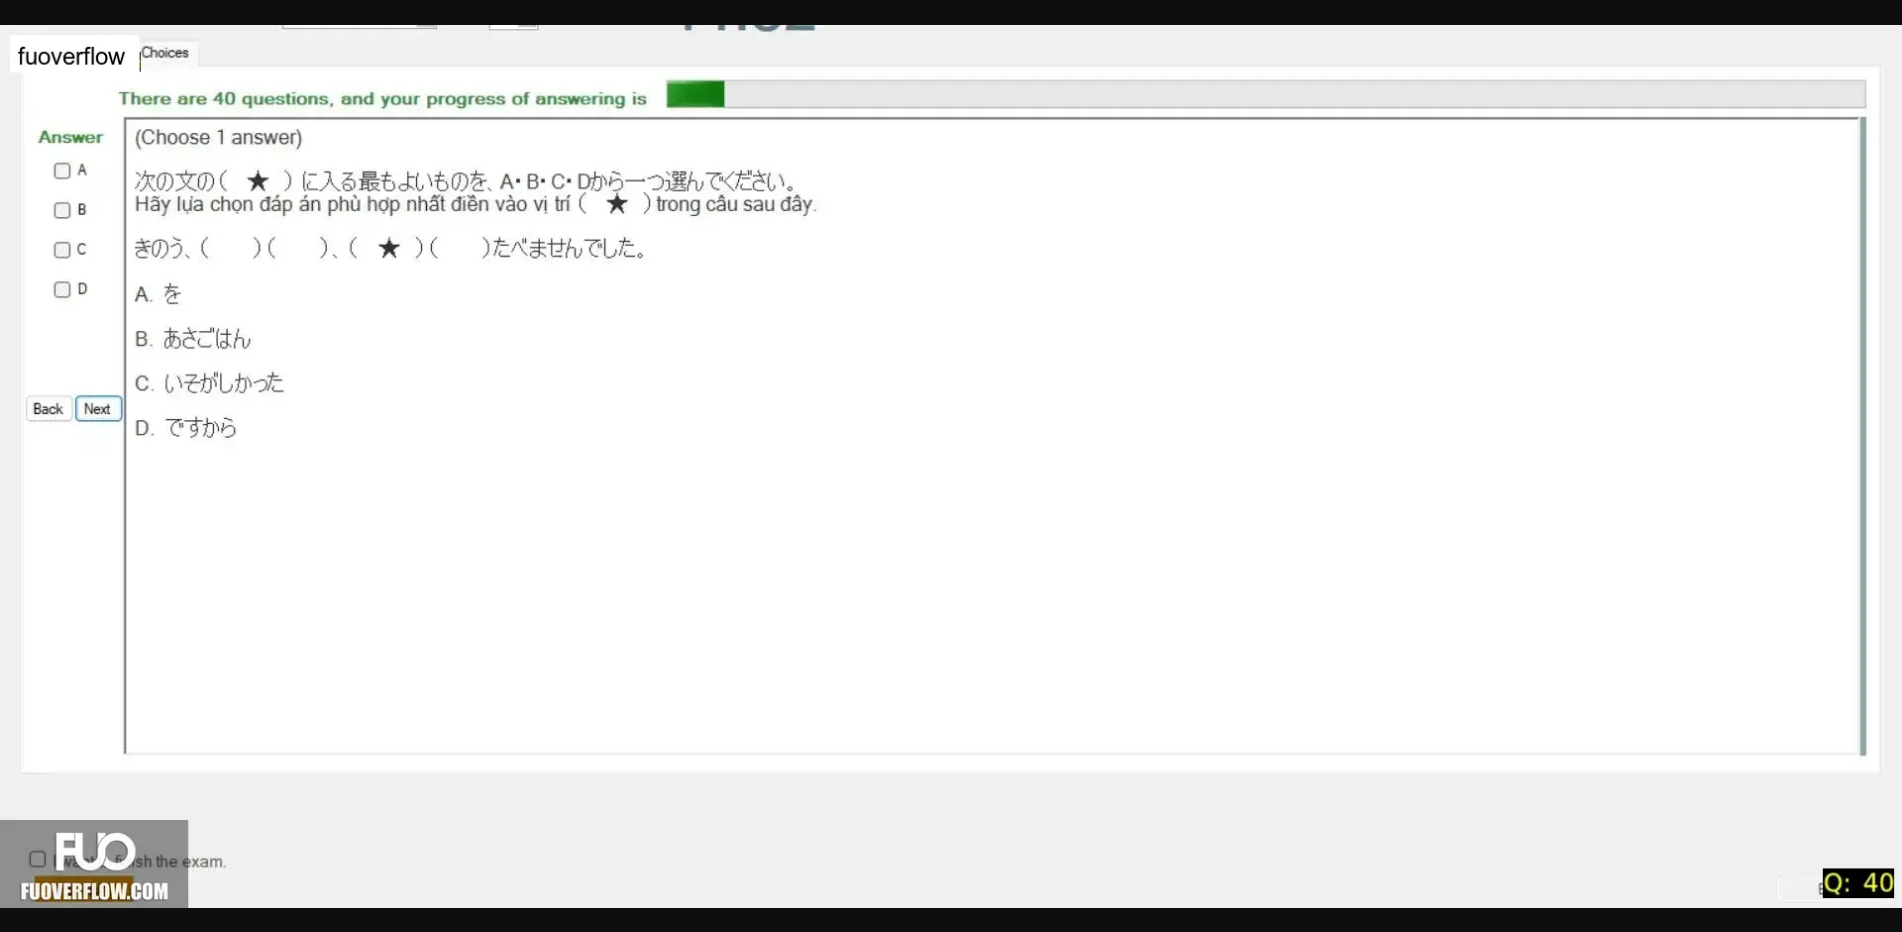 fuoverflow
Choices
There are 40 questions, and your progress of answering is
Answer
(Choose 1 answer)
A
次の文の( ★ )に入る最もよいものを、A・B・C・Dから一つ選んでください。
B
Hãy lựa chọn đáp án phù hợp nhất điền vào vị trí ( ★ )trong câu sau đây.
C
きのう、(　　)(　　)、( ★ )(　　)たべませんでした。
D
A. を
B. あさごはん
C. いそがしかった
Back Next
D. ですから
FUO
finish the exam.
FUOVERFLOW.COM
Q: 40